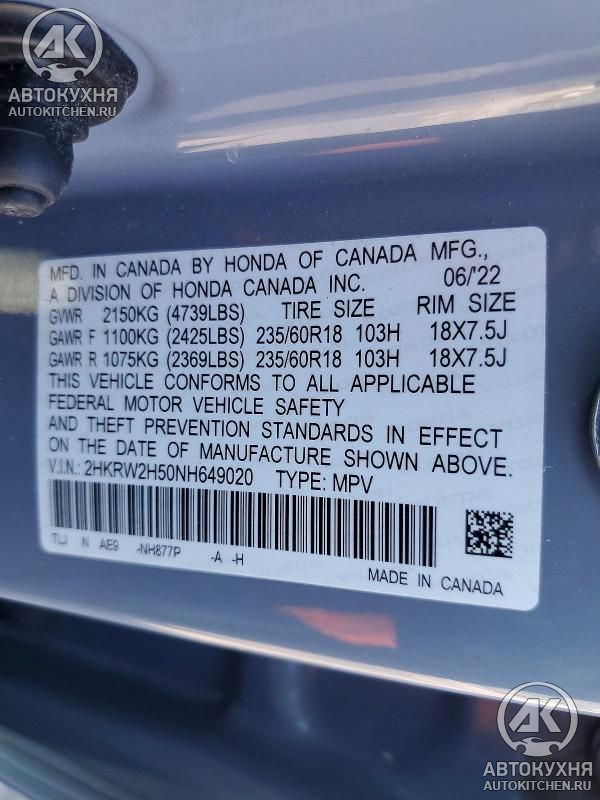 АК
АВТОКУХНЯ
AUTOKITCHEN.RU
MFD. IN CANADA BY HONDA OF CANADA MFG.,
A DIVISION OF HONDA CANADA INC. 06/'22
GVWR 2150KG (4739LBS) TIRE SIZE RIM SIZE
GAWR F 1100KG (2425LBS) 235/60R18 103H 18X7.5J
GAWR R 1075KG (2369LBS) 235/60R18 103H 18X7.5J
THIS VEHICLE CONFORMS TO ALL APPLICABLE
FEDERAL MOTOR VEHICLE SAFETY
AND THEFT PREVENTION STANDARDS IN EFFECT
ON THE DATE OF MANUFACTURE SHOWN ABOVE.
V.I.N.: 2HKRW2H50NH649020 TYPE: MPV
TLJ N AE9 -NH877P -A -H
MADE IN CANADA
АК
АВТОКУХНЯ
AUTOKITCHEN.RU